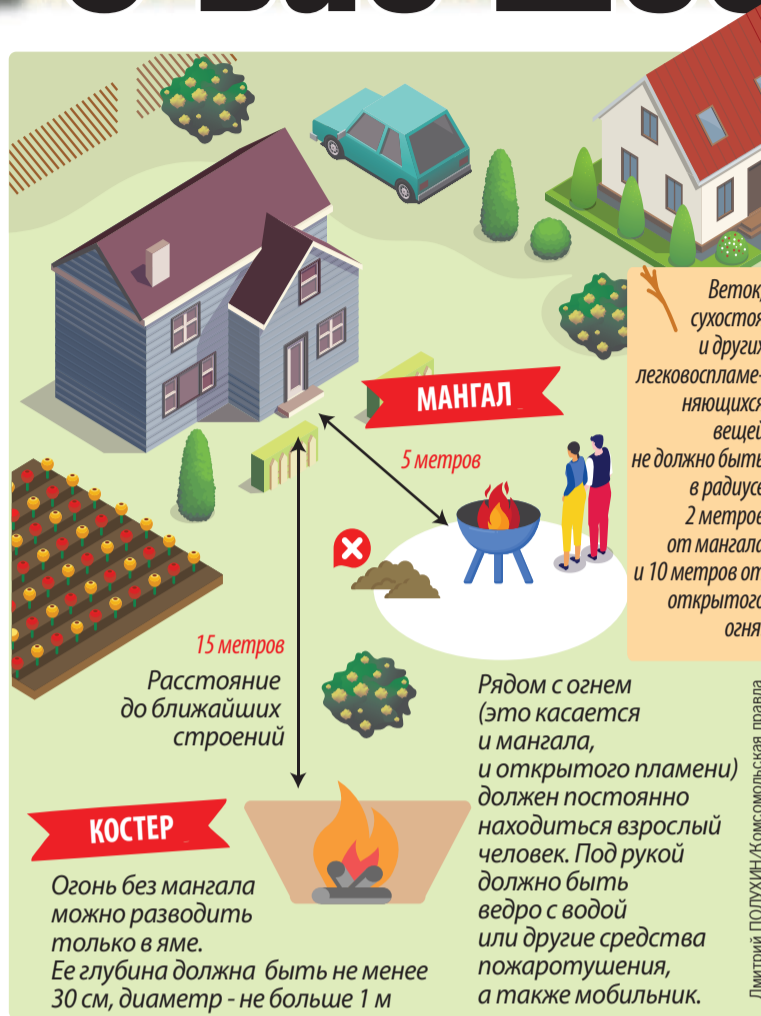 МАНГАЛ
5 метров
Веток,
сухостоя
и других
легковоспламе-
няющихся
вещей
не должно быть
в радиусе
2 метров
от мангала
и 10 метров от
открытого
огня
15 метров
Расстояние
до ближайших
строений
КОСТЕР
Огонь без мангала
можно разводить
только в яме.
Ее глубина должна быть не менее
30 см, диаметр - не больше 1 м
Рядом с огнем
(это касается
и мангала,
и открытого пламени)
должен постоянно
находиться взрослый
человек. Под рукой
должно быть
ведро с водой
или другие средства
пожаротушения,
а также мобильник.
Дмитрий ПОЛУХИН/Комсомольская правда